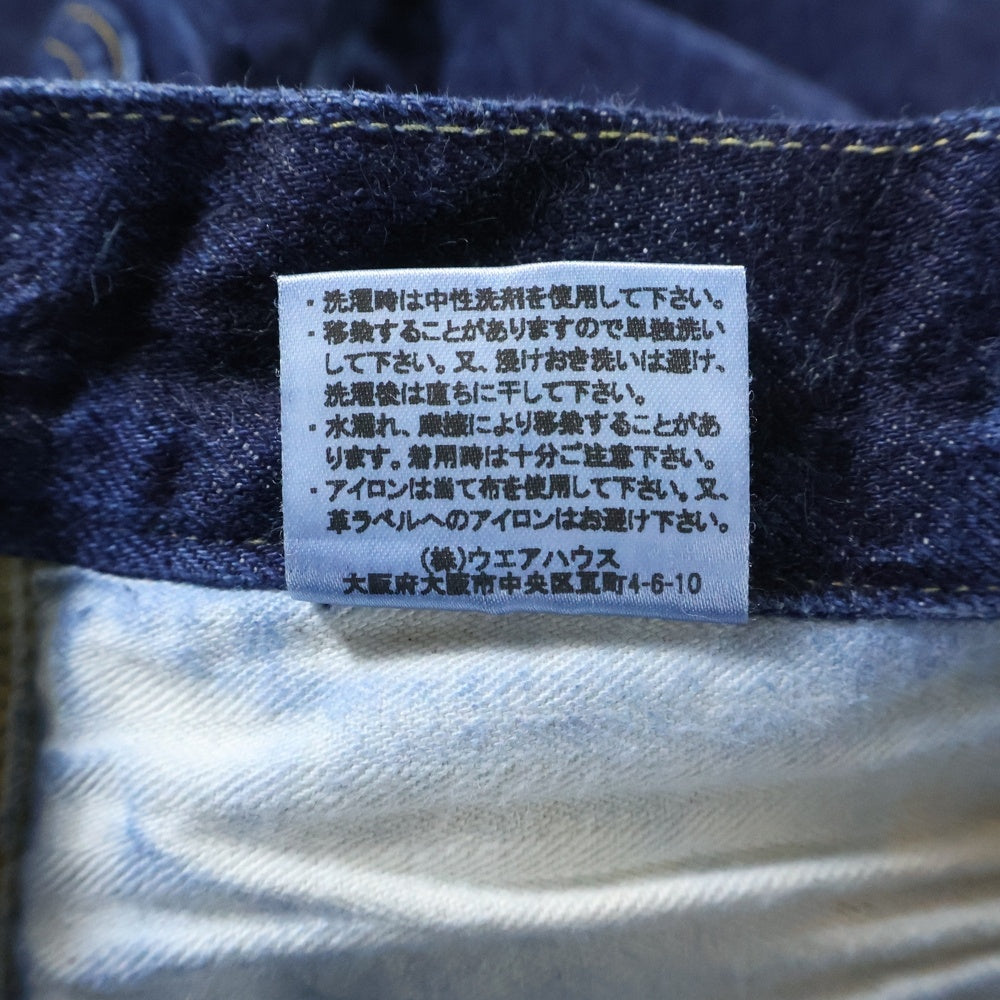 ・洗濯時は中性洗剤を使用して下さい。
・移染することがありますので単独洗い
して下さい。又、浸けおき洗いは避け、
洗濯後は直ちに干して下さい。
・水濡れ、摩擦により移染することがあ
ります。着用時は十分ご注意下さい。
・アイロンは当て布を使用して下さい。又、
革ラベルへのアイロンはお避け下さい。
(株)ウエアハウス
大阪府大阪市中央区瓦町4-6-10